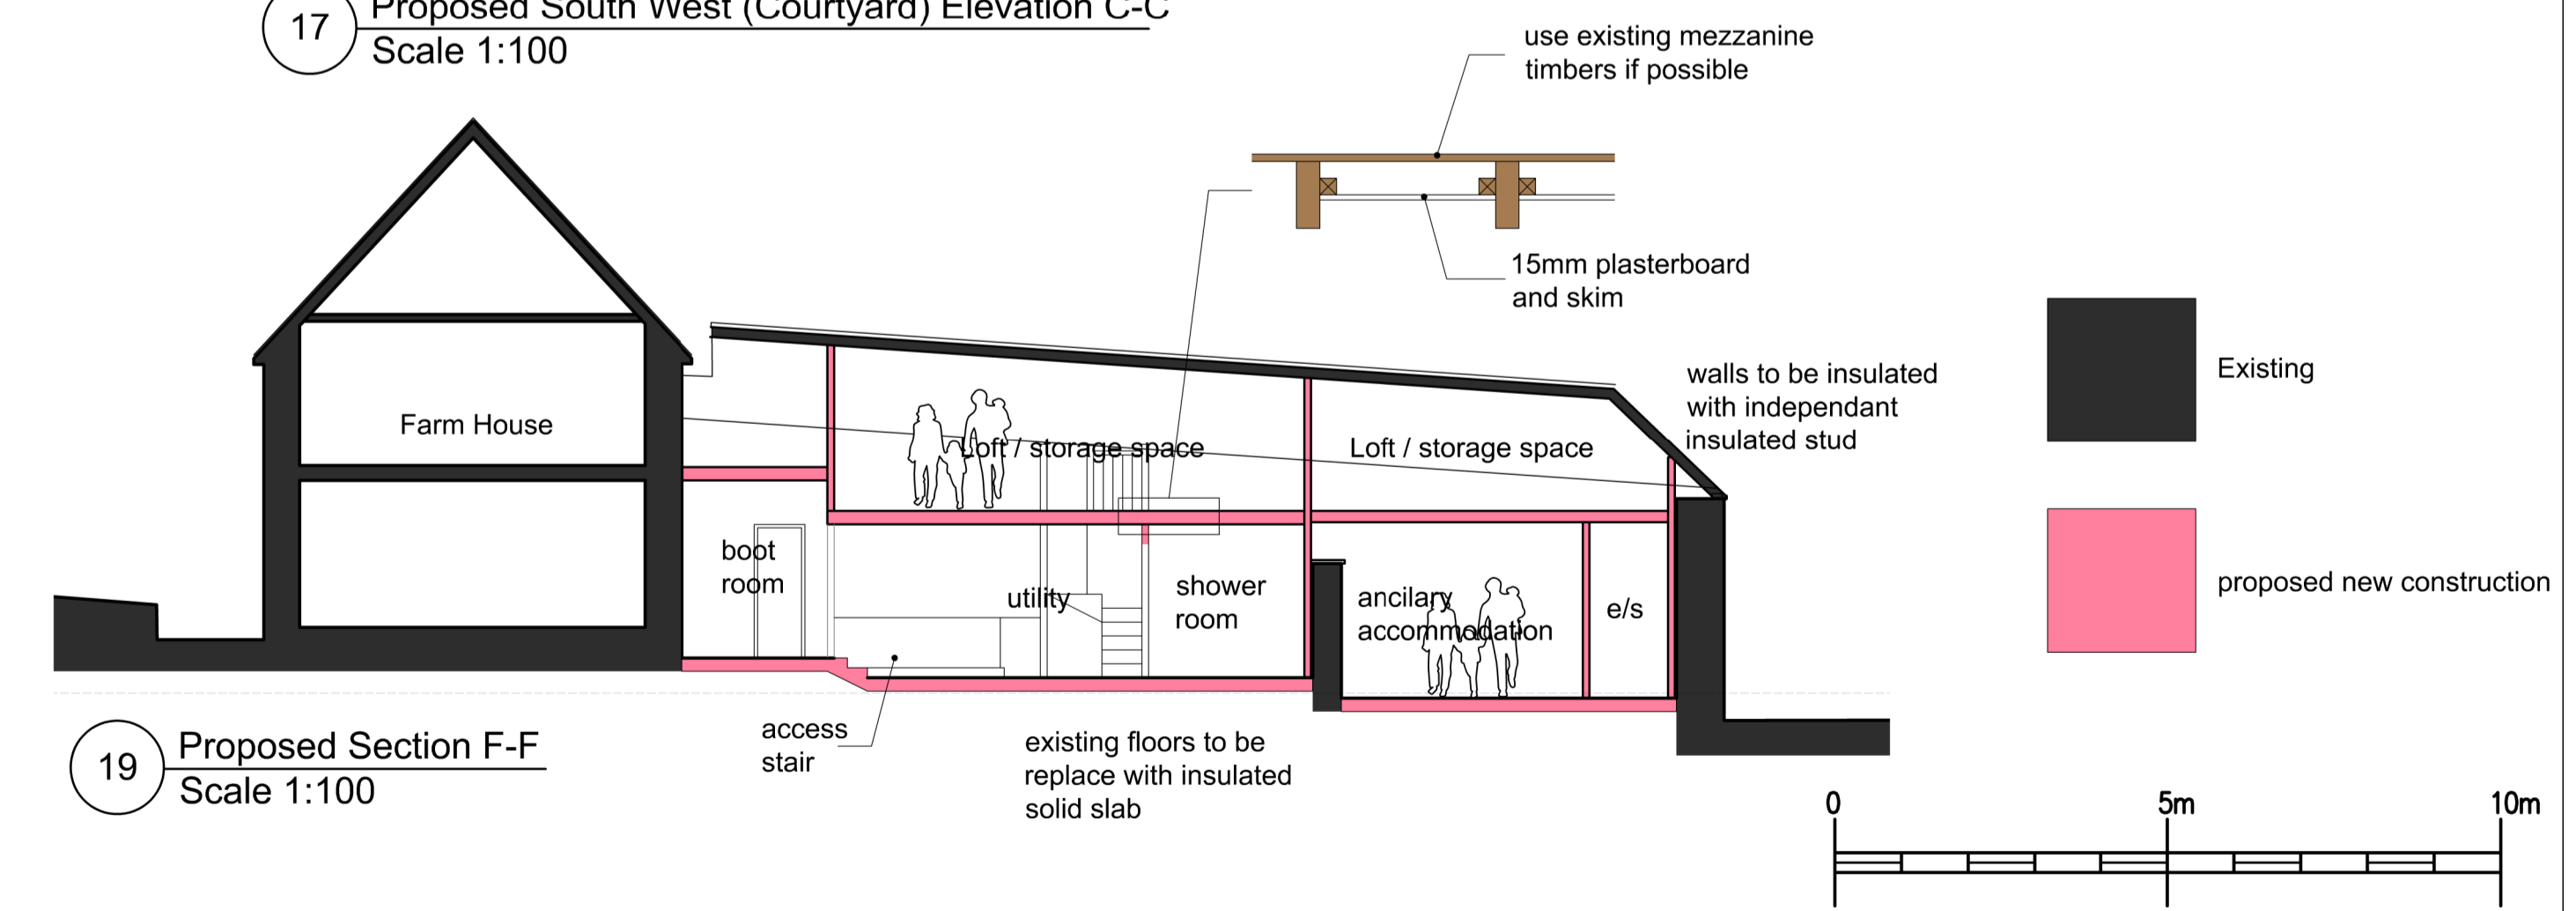 17
Proposed South West (Courtyard) Elevation C-C
Scale 1:100
use existing mezzanine
timbers if possible
15mm plasterboard
and skim
walls to be insulated
with independant
insulated stud
Existing
proposed new construction
Farm House
Loft / storage space
Loft / storage space
boot
room
utility
shower
room
ancilary
accommodation
e/s
access
stair
existing floors to be
replace with insulated
solid slab
19
Proposed Section F-F
Scale 1:100
0
5m
10m